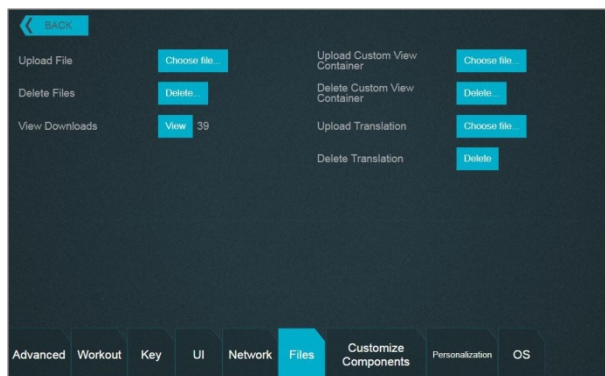 BACK
Upload File
Choose file...
Upload Custom View
Container
Choose file...
Delete Files
Delete...
Delete Custom View
Container
Delete...
View Downloads
View
39
Upload Translation
Choose file...
Delete Translation
Delete
Advanced
Workout
Key
UI
Network
Files
Customize
Components
Personalization
OS